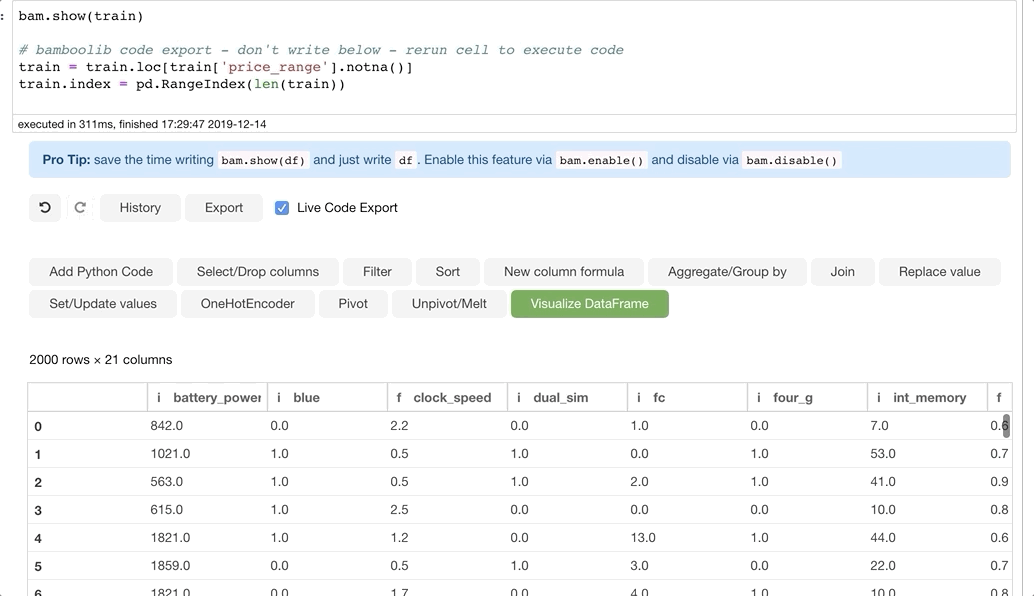 :
bam.show(train)
# bamboolib code export - don't write below - rerun cell to execute code
train = train.loc[train['price_range'].notna()]
train.index = pd.RangeIndex(len(train))
executed in 311ms, finished 17:29:47 2019-12-14
Pro Tip: save the time writing bam.show(df) and just write df. Enable this feature via bam.enable() and disable via bam.disable()
History Export Live Code Export
Add Python Code Select/Drop columns Filter Sort New column formula Aggregate/Group by Join Replace value
Set/Update values OneHotEncoder Pivot Unpivot/Melt Visualize DataFrame
2000 rows × 21 columns
i battery_power i blue f clock_speed i dual_sim i fc i four_g i int_memory f
0 842.0 0.0 2.2 0.0 1.0 0.0 7.0 0.6
1 1021.0 1.0 0.5 1.0 0.0 1.0 53.0 0.7
2 563.0 1.0 0.5 1.0 2.0 1.0 41.0 0.9
3 615.0 1.0 2.5 0.0 0.0 0.0 10.0 0.8
4 1821.0 1.0 1.2 0.0 13.0 1.0 44.0 0.6
5 1859.0 0.0 0.5 1.0 3.0 0.0 22.0 0.7
6 1821.0 0.0 1.7 0.0 4.0 1.0 10.0 0.8